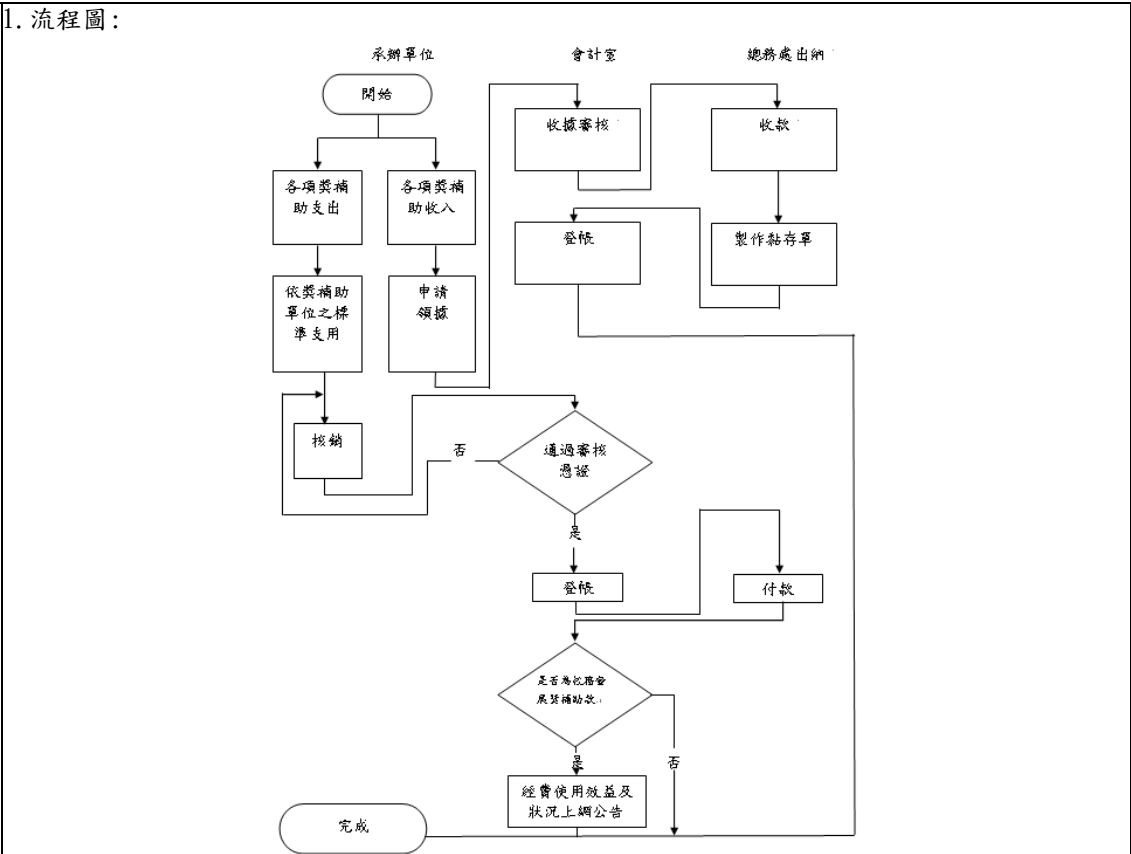 1. 流程圖：
承辦單位
會計室
總務處出納
開始
收據審核
收款
各項獎補
助支出
各項獎補
助收入
登帳
製作黏存單
依獎補助
單位之標
準支用
申請
領據
核銷
否
通過審核
憑證
是
登帳
付款
是否為校務發
展獎補助款
是
否
經費使用效益及
狀況上網公告
完成